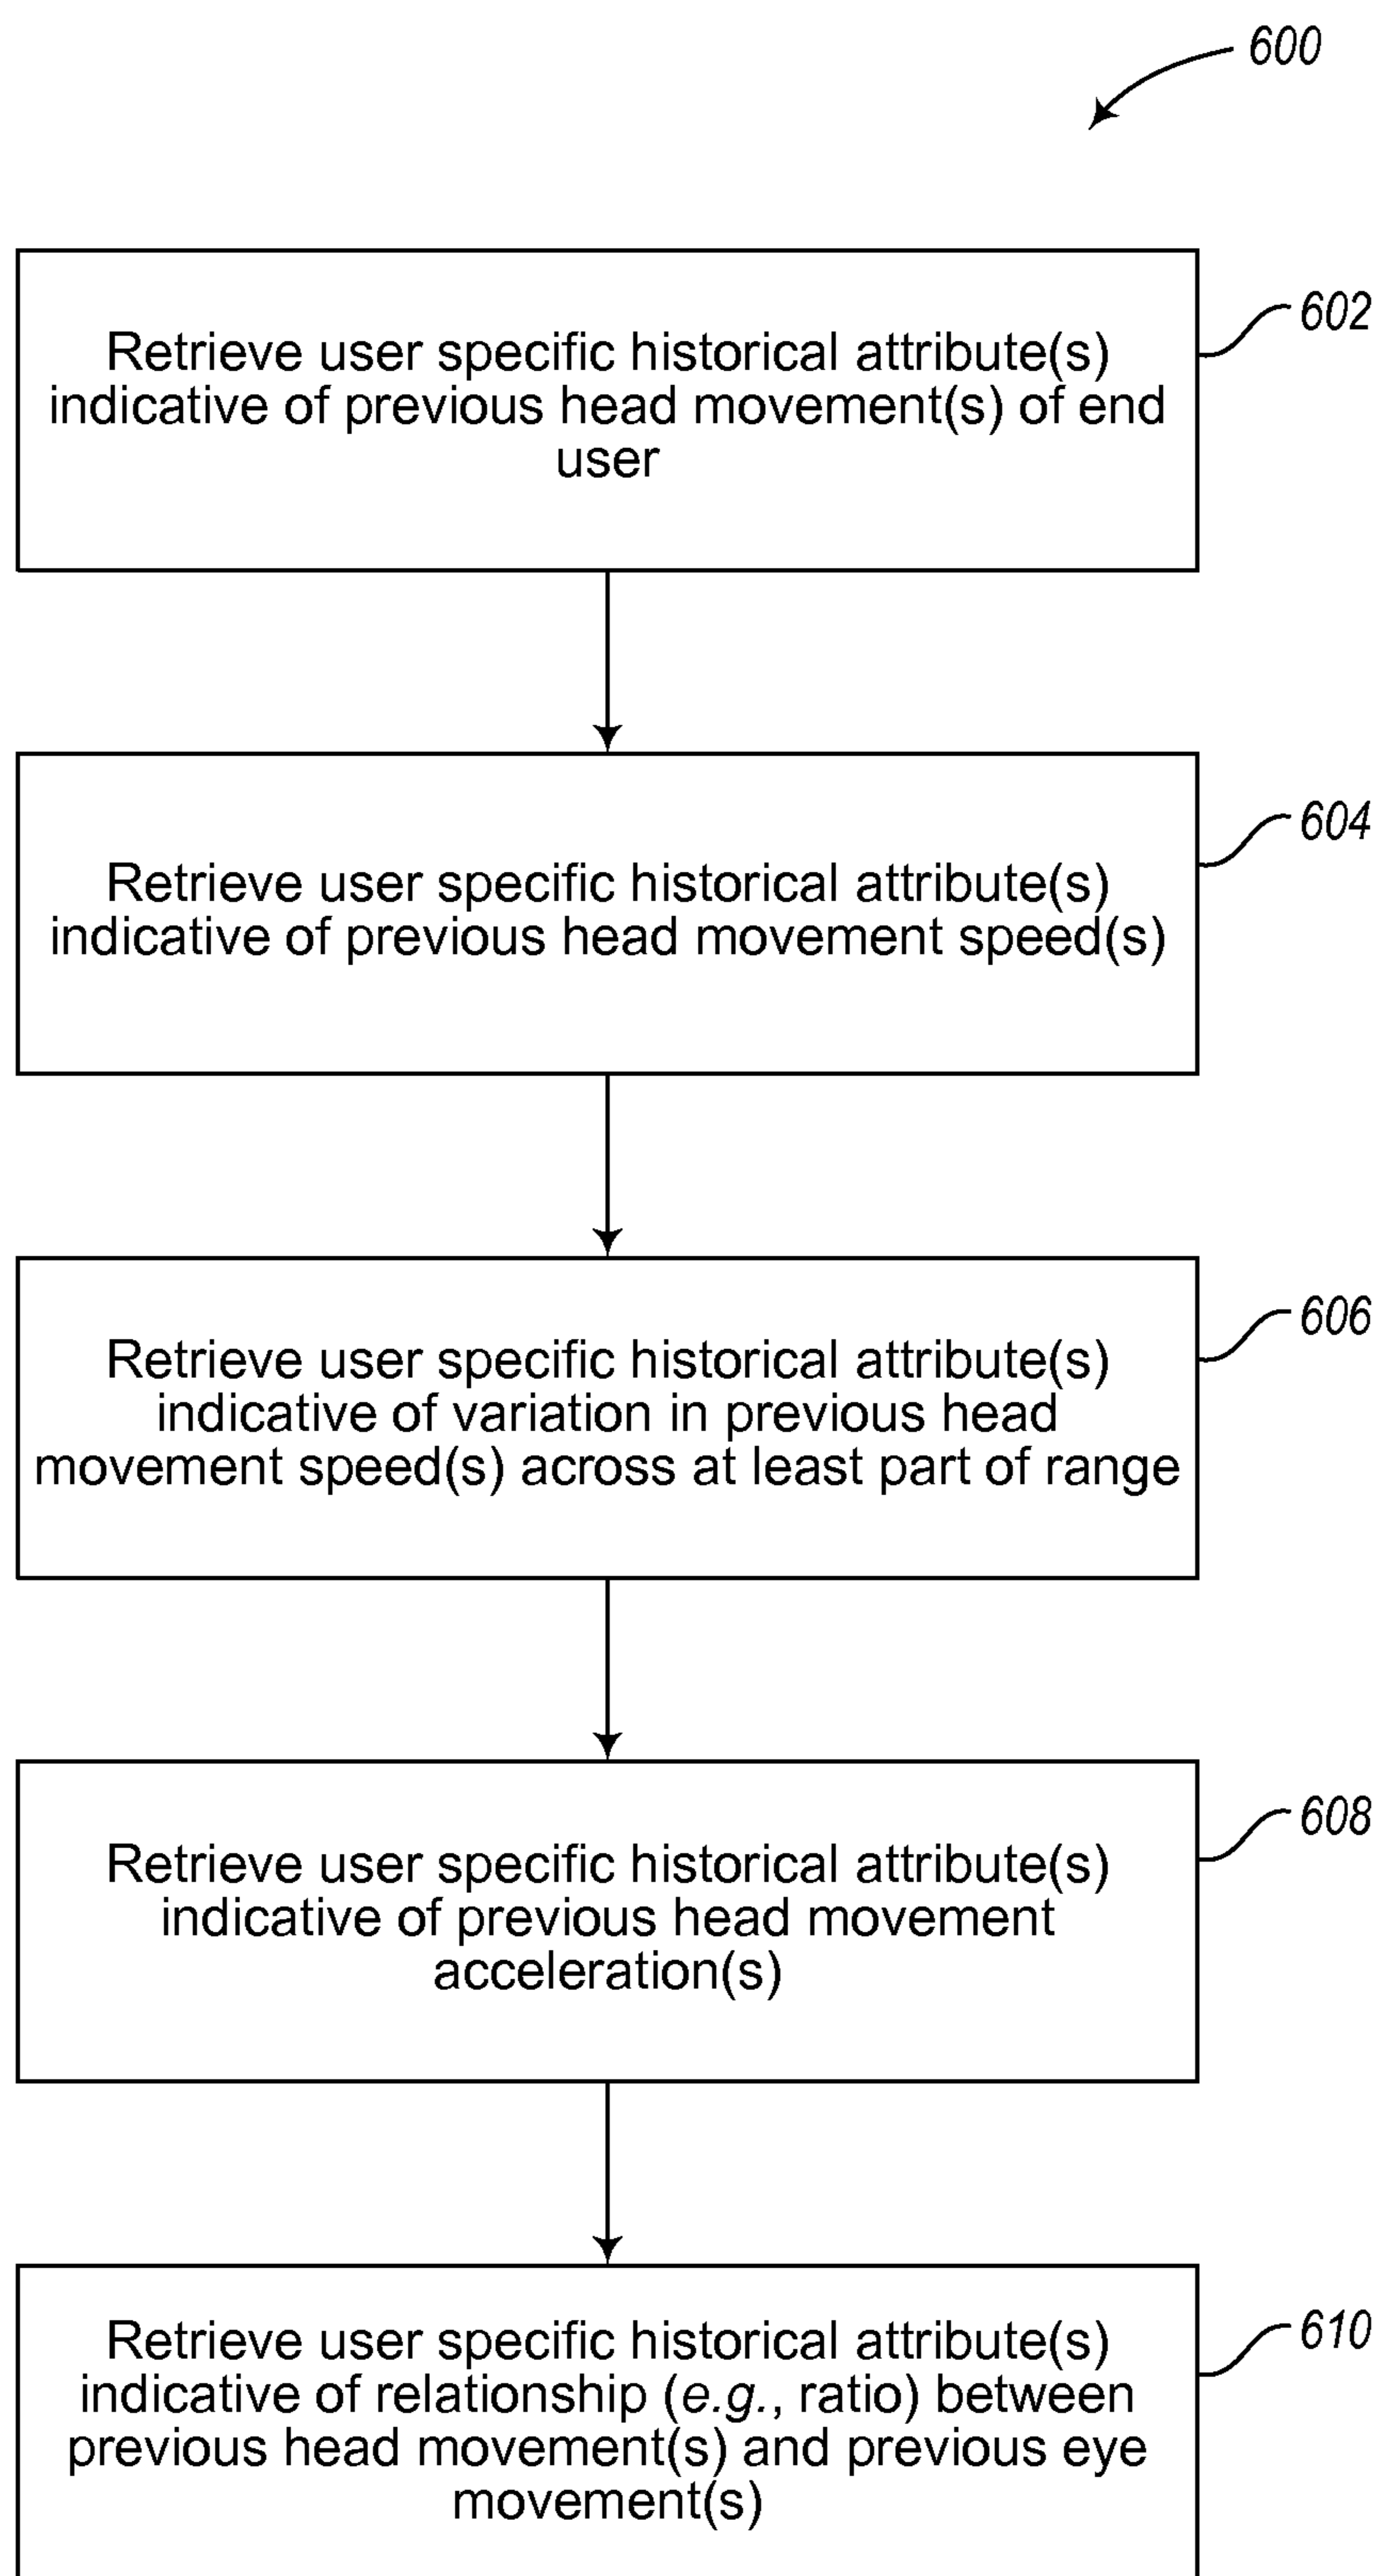 600
Retrieve user specific historical attribute(s)
indicative of previous head movement(s) of end
user
602
Retrieve user specific historical attribute(s)
indicative of previous head movement speed(s)
604
Retrieve user specific historical attribute(s)
indicative of variation in previous head
movement speed(s) across at least part of range
606
Retrieve user specific historical attribute(s)
indicative of previous head movement
acceleration(s)
608
Retrieve user specific historical attribute(s)
indicative of relationship (e.g., ratio) between
previous head movement(s) and previous eye
movement(s)
610